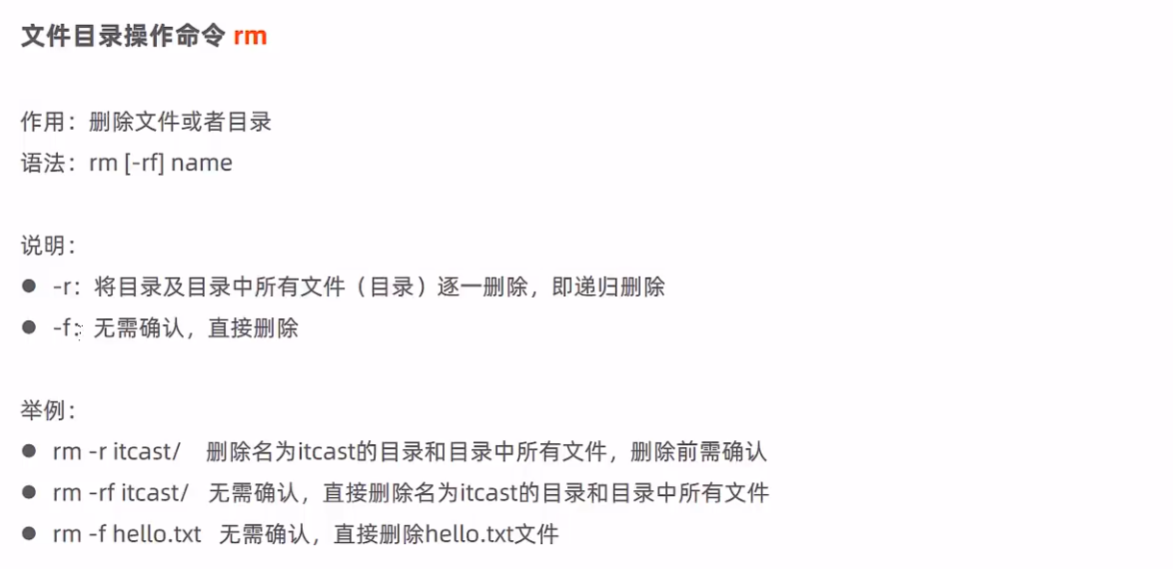 文件目录操作命令 rm
作用：删除文件或者目录
语法：rm [-rf] name
说明：
● -r：将目录及目录中所有文件（目录）逐一删除，即递归删除
● -f：无需确认，直接删除
举例：
● rm -r itcast/ 删除名为itcast的目录和目录中所有文件，删除前需确认
● rm -rf itcast/ 无需确认，直接删除名为itcast的目录和目录中所有文件
● rm -f hello.txt 无需确认，直接删除hello.txt文件